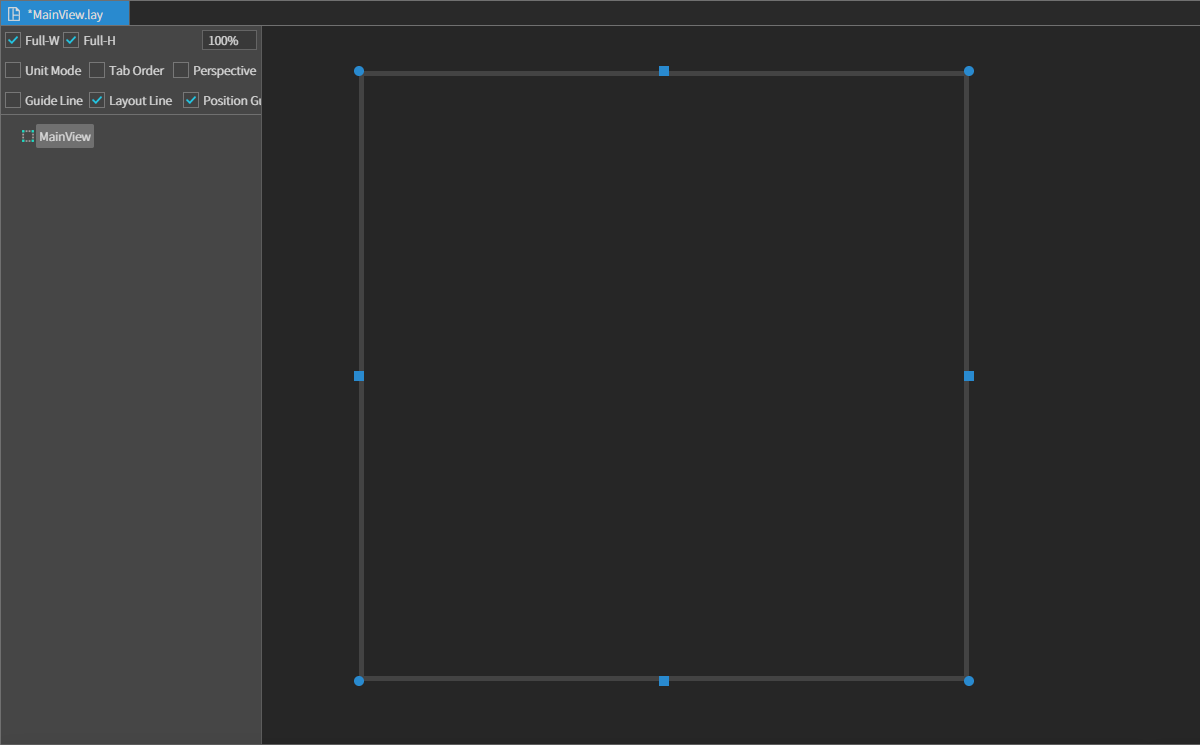 *MainView.lay
Full-W Full-H 100%
Unit Mode Tab Order Perspective
Guide Line Layout Line Position Gu
MainView